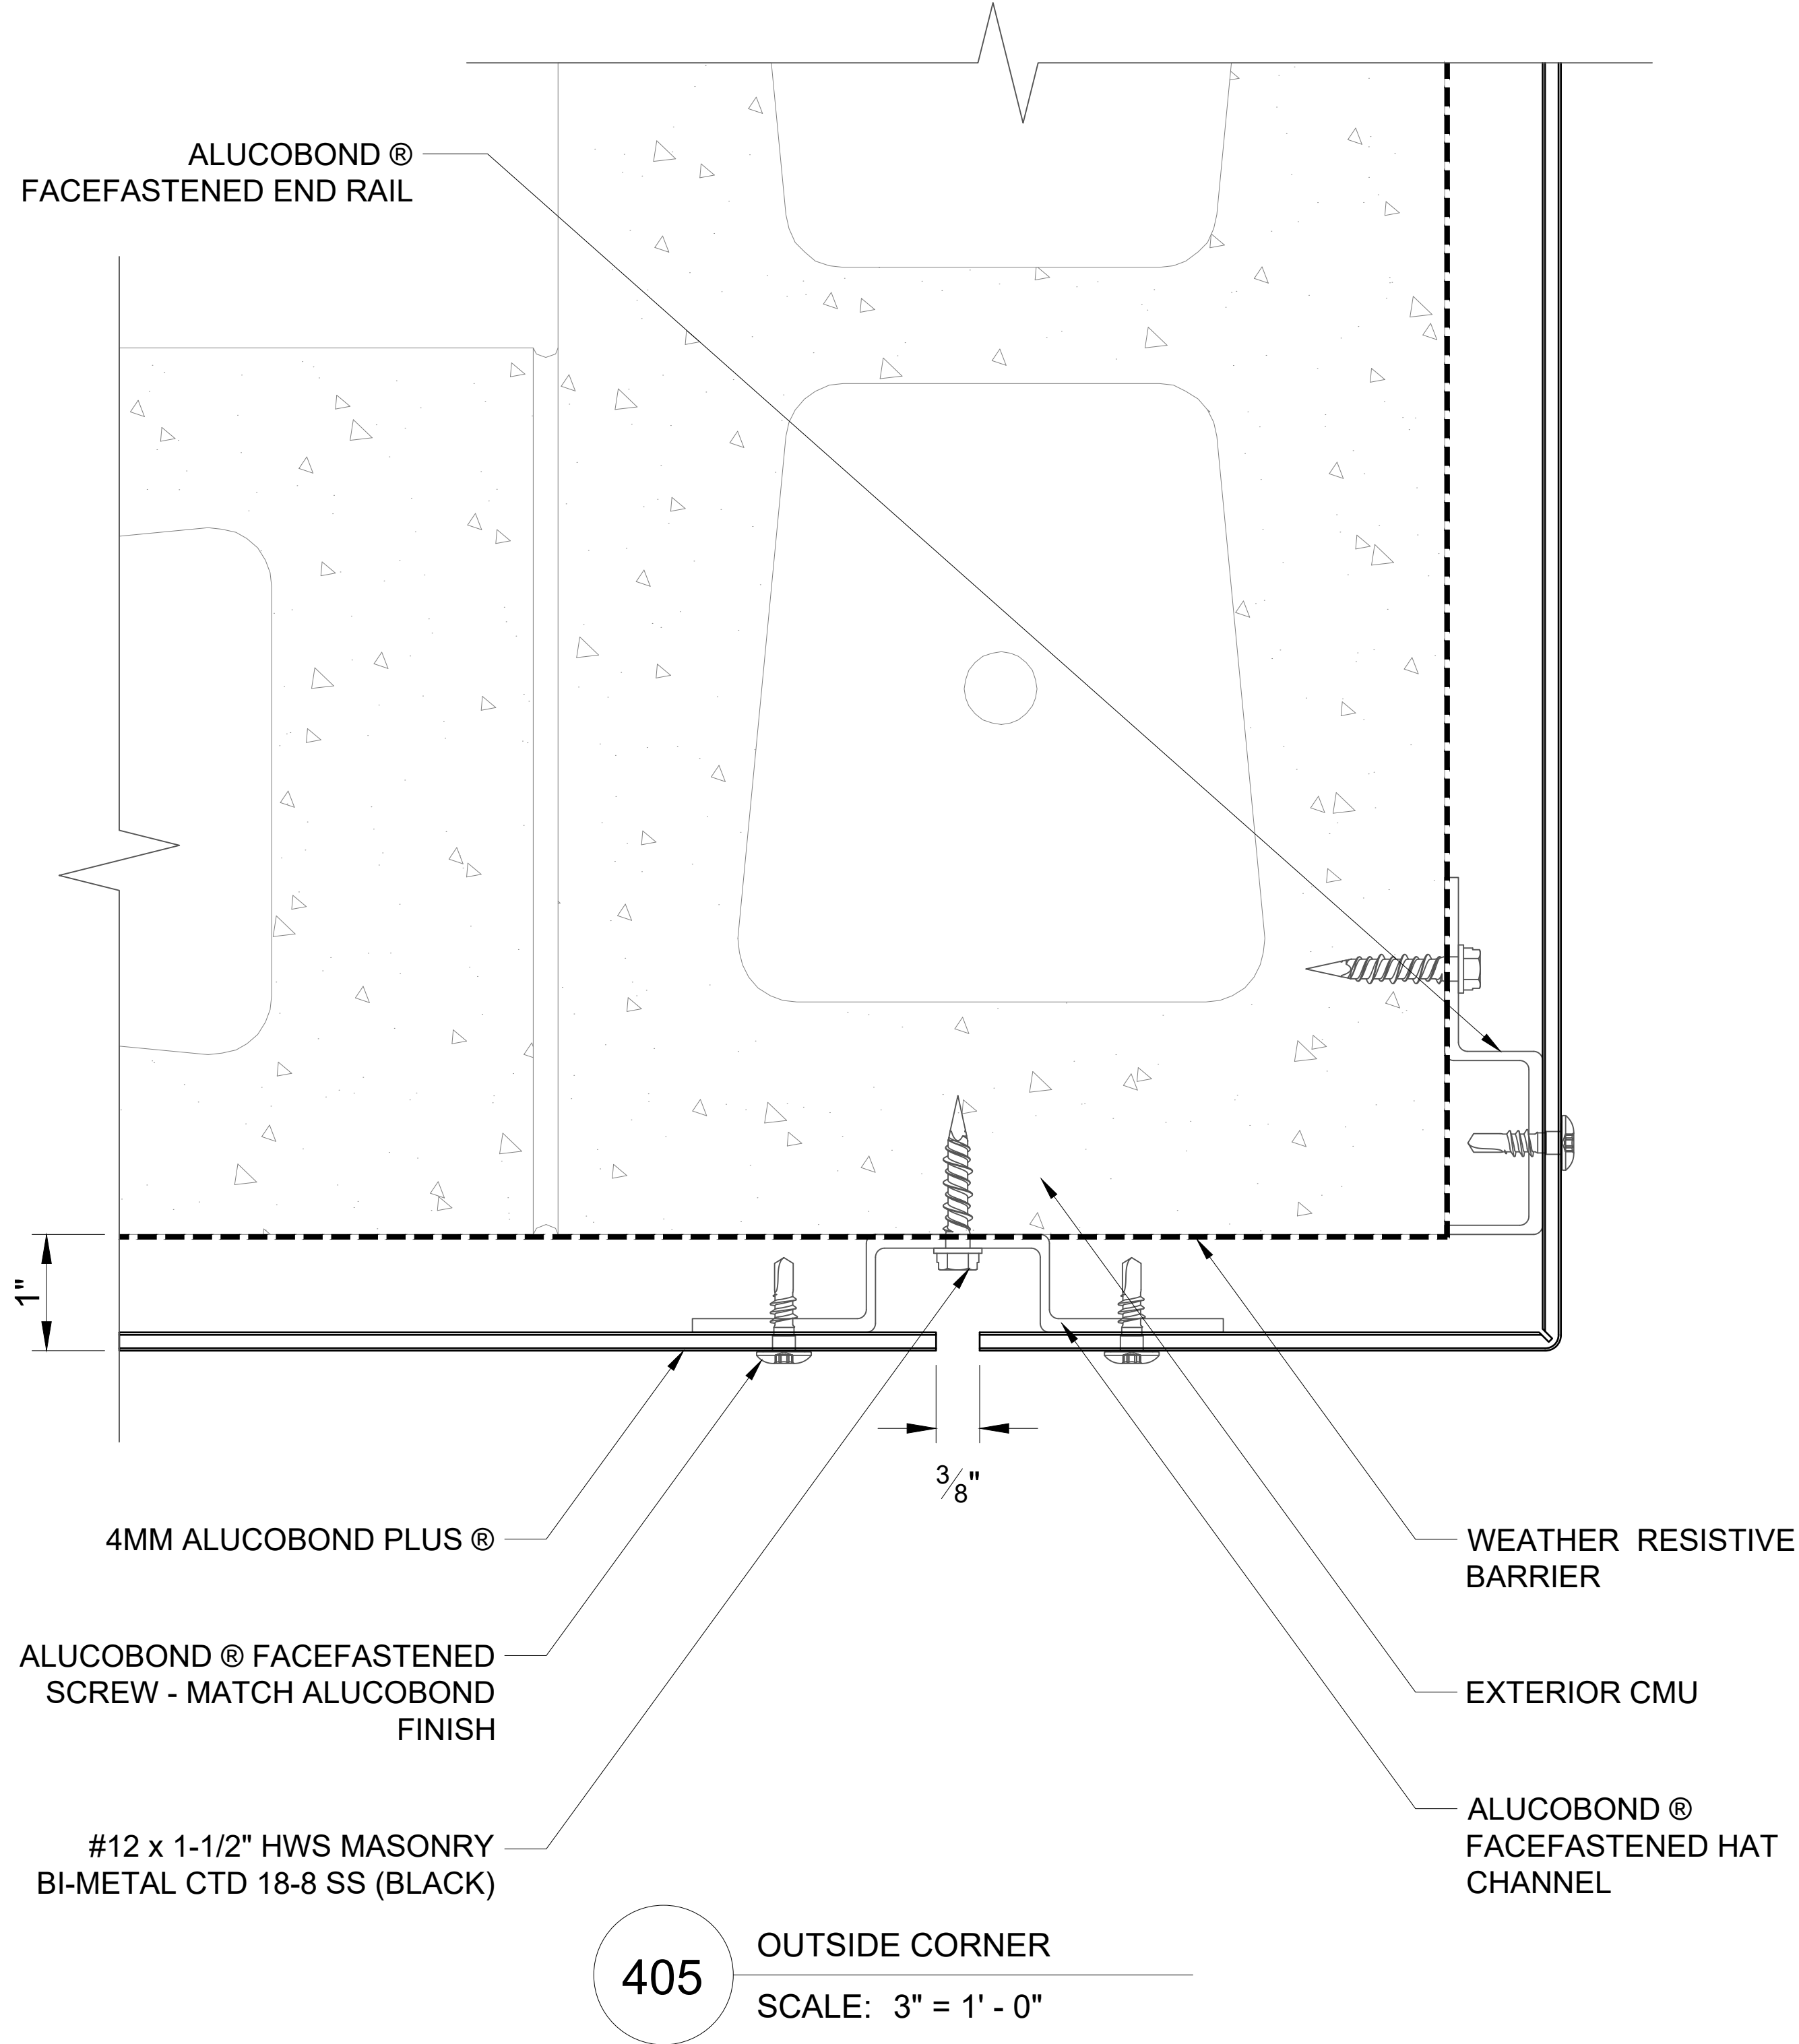 ALUCOBOND ®
FACEFASTENED END RAIL
1"
3/8"
4MM ALUCOBOND PLUS ®
ALUCOBOND ® FACEFASTENED
SCREW - MATCH ALUCOBOND
FINISH
#12 x 1-1/2" HWS MASONRY
BI-METAL CTD 18-8 SS (BLACK)
WEATHER RESISTIVE
BARRIER
EXTERIOR CMU
ALUCOBOND ®
FACEFASTENED HAT
CHANNEL
405
OUTSIDE CORNER
SCALE: 3" = 1' - 0"